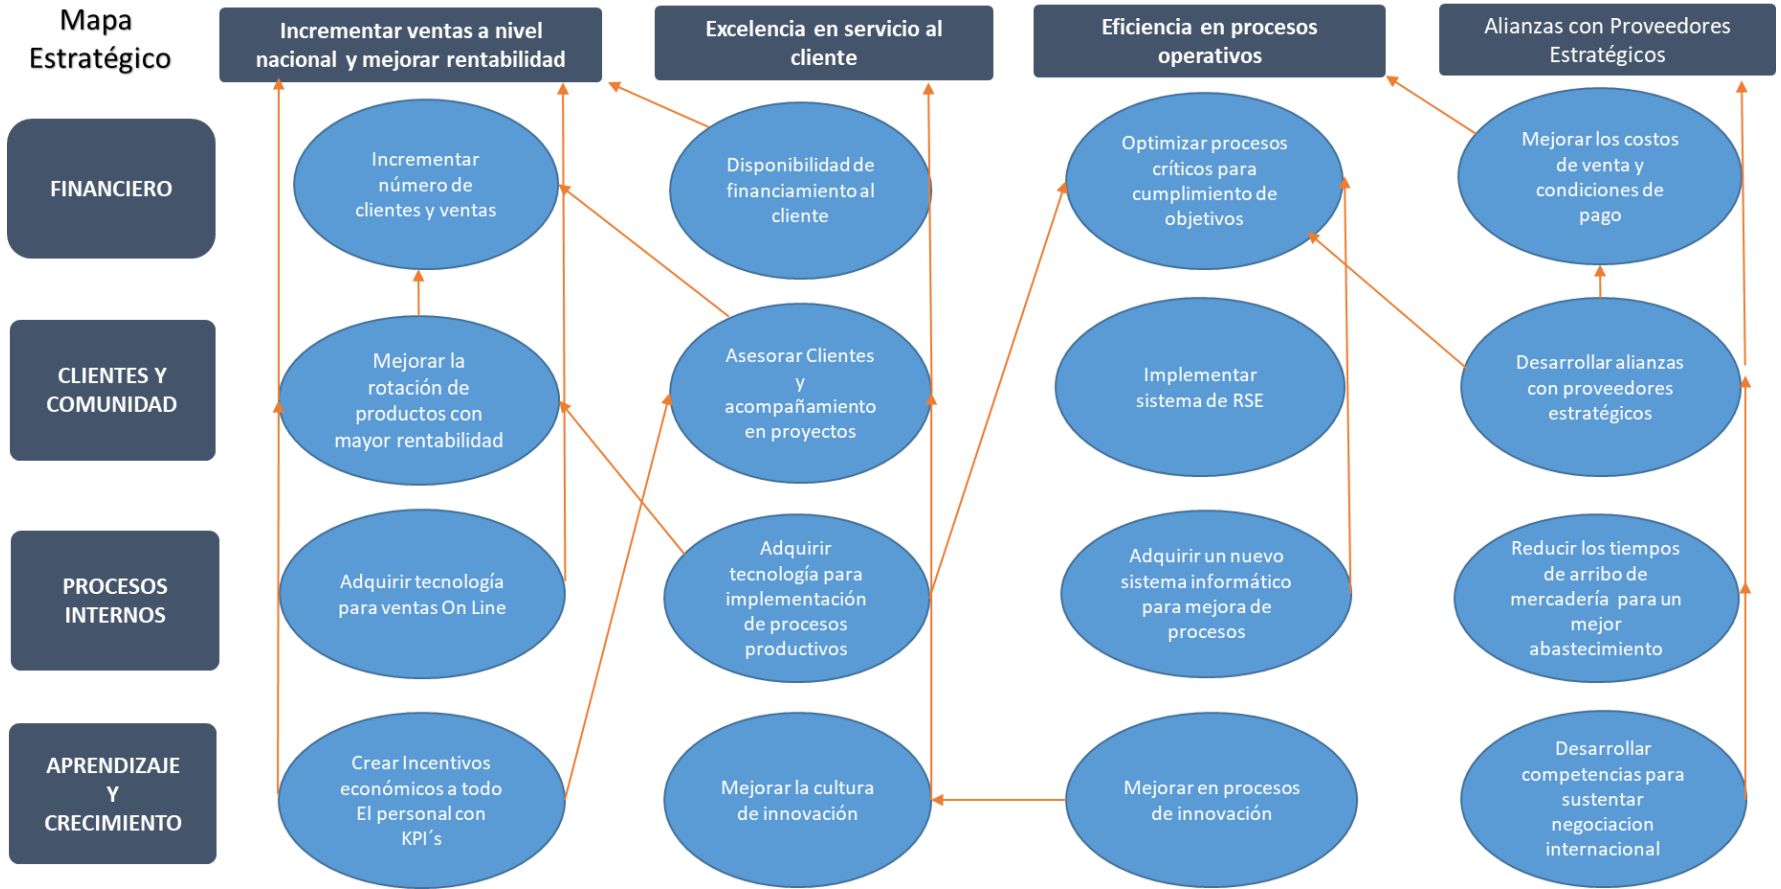 Mapa
Estratégico
Incrementar ventas a nivel
nacional y mejorar rentabilidad
Excelencia en servicio al
cliente
Eficiencia en procesos
operativos
Alianzas con Proveedores
Estratégicos
FINANCIERO
Incrementar
número de
clientes y ventas
Disponibilidad de
financiamiento al
cliente
Optimizar procesos
críticos para
cumplimiento de
objetivos
Mejorar los costos
de venta y
condiciones de
pago
CLIENTES Y
COMUNIDAD
Mejorar la
rotación de
productos con
mayor rentabilidad
Asesorar Clientes
y
acompañamiento
en proyectos
Implementar
sistema de RSE
Desarrollar alianzas
con proveedores
estratégicos
PROCESOS
INTERNOS
Adquirir tecnología
para ventas On Line
Adquirir
tecnología para
implementación
de procesos
productivos
Adquirir un nuevo
sistema informático
para mejora de
procesos
Reducir los tiempos
de arribo de
mercadería para un
mejor
abastecimiento
APRENDIZAJE
Y
CRECIMIENTO
Crear Incentivos
económicos a todo
El personal con
KPI´s
Mejorar la cultura
de innovación
Mejorar en procesos
de innovación
Desarrollar
competencias para
sustentar
negociacion
internacional